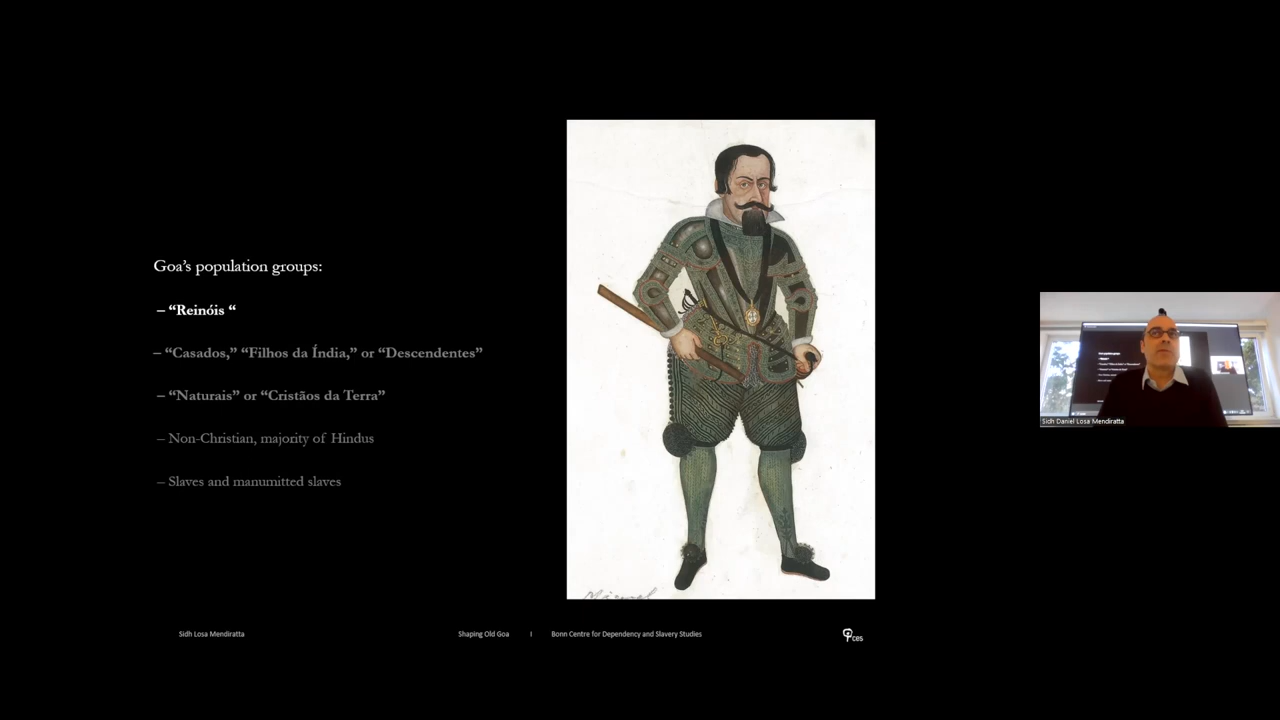 Goa's population groups:
– “Reinóis “
– “Casados,” “Filhos da Índia,” or “Descendentes”
– “Naturais” or “Cristãos da Terra”
– Non-Christian, majority of Hindus
– Slaves and manumitted slaves
Sidh Losa Mendiratta
Shaping Old Goa I Bonn Centre for Dependency and Slavery Studies
ces
Sidh Daniel Losa Mendiratta